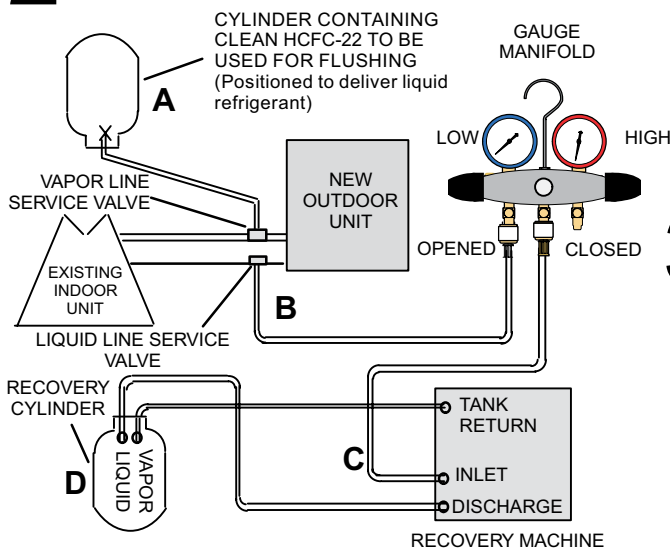 CYLINDER CONTAINING
CLEAN HCFC-22 TO BE
USED FOR FLUSHING
(Positioned to deliver liquid
refrigerant)
A
GAUGE
MANIFOLD
LOW
HIGH
VAPOR LINE
SERVICE VALVE
NEW
OUTDOOR
UNIT
OPENED
CLOSED
EXISTING
INDOOR
UNIT
B
LIQUID LINE SERVICE
VALVE
RECOVERY
CYLINDER
TANK
RETURN
C
D
LIQUID
VAPOR
INLET
DISCHARGE
RECOVERY MACHINE